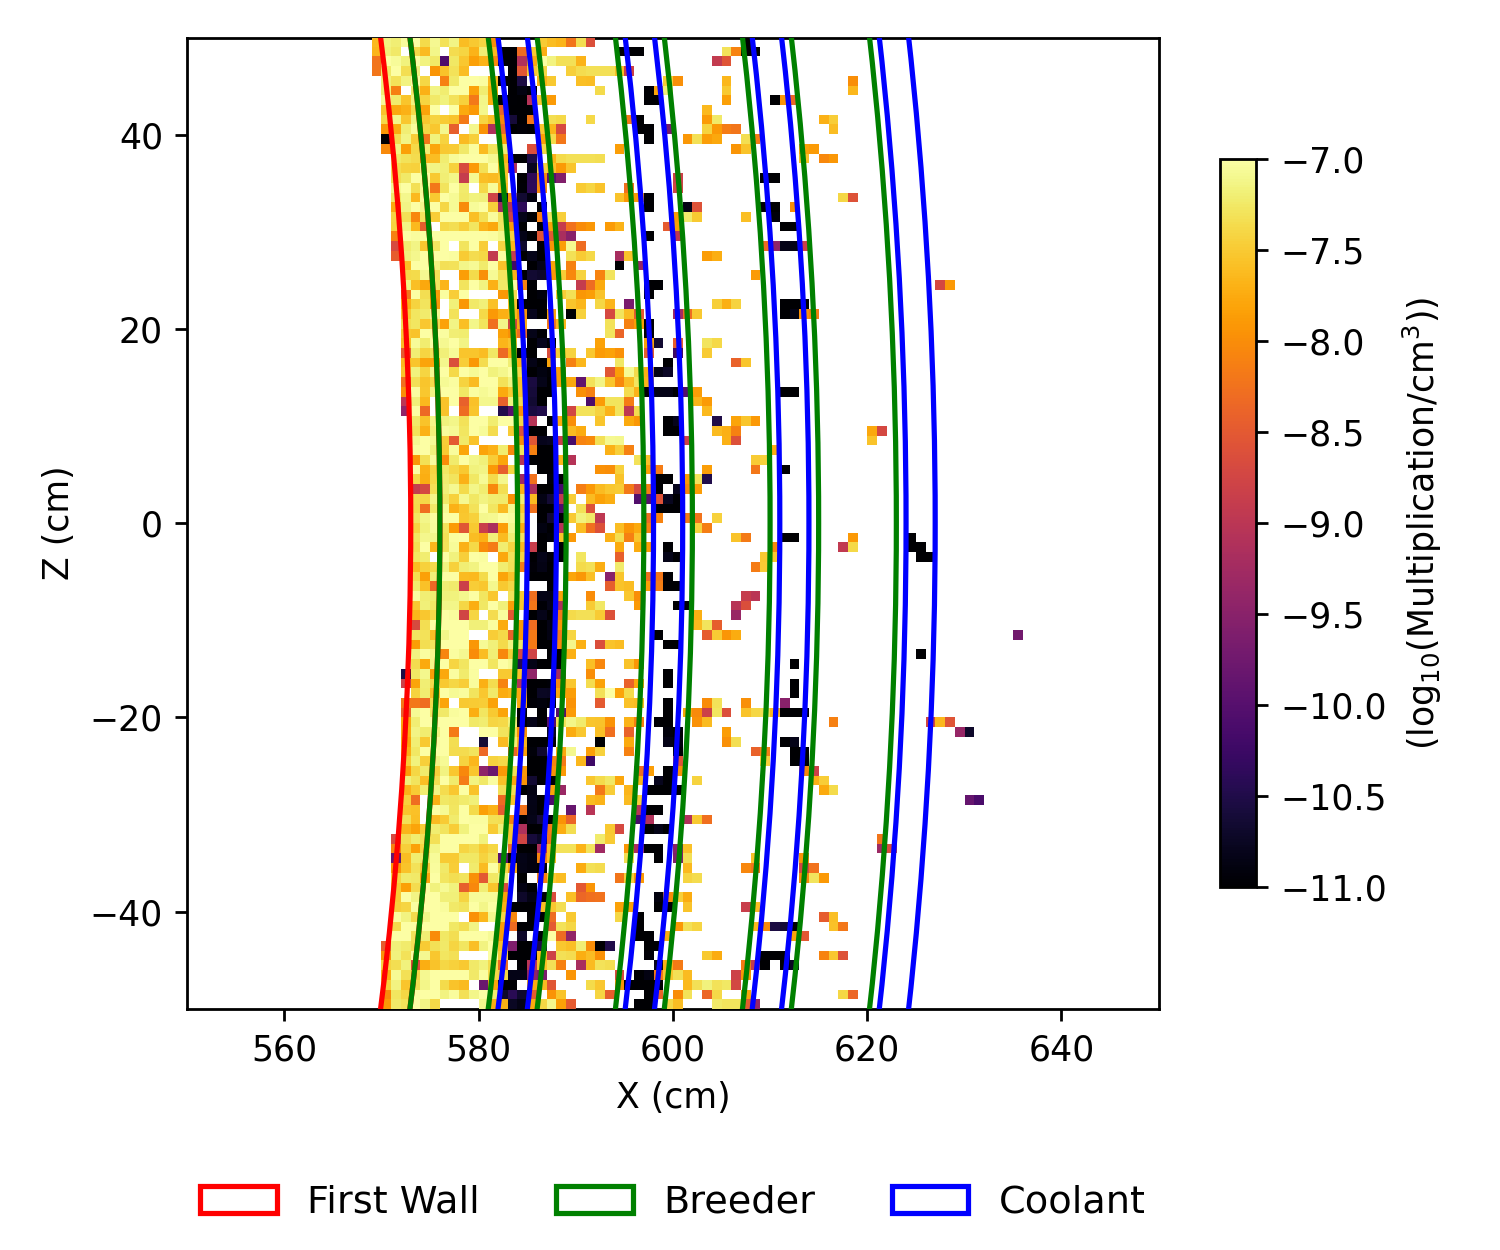 40
20
0
−20
−40
Z (cm)
560 580 600 620 640
X (cm)
−7.0
−7.5
−8.0
−8.5
−9.0
−9.5
−10.0
−10.5
−11.0
(log₁₀(Multiplication/cm³))
First Wall Breeder Coolant